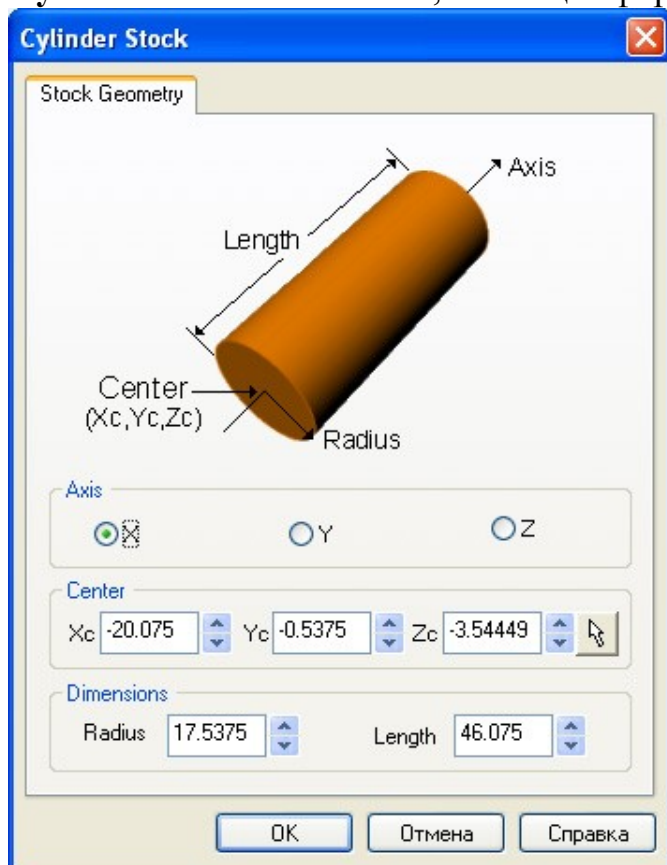 Cylinder Stock
Stock Geometry
Axis
Length
Center
(Xc,Yc,Zc)
Radius
Axis
X Y Z
Center
Xc -20.075 Yc -0.5375 Zc -3.54449
Dimensions
Radius 17.5375 Length 46.075
OK Отмена Справка